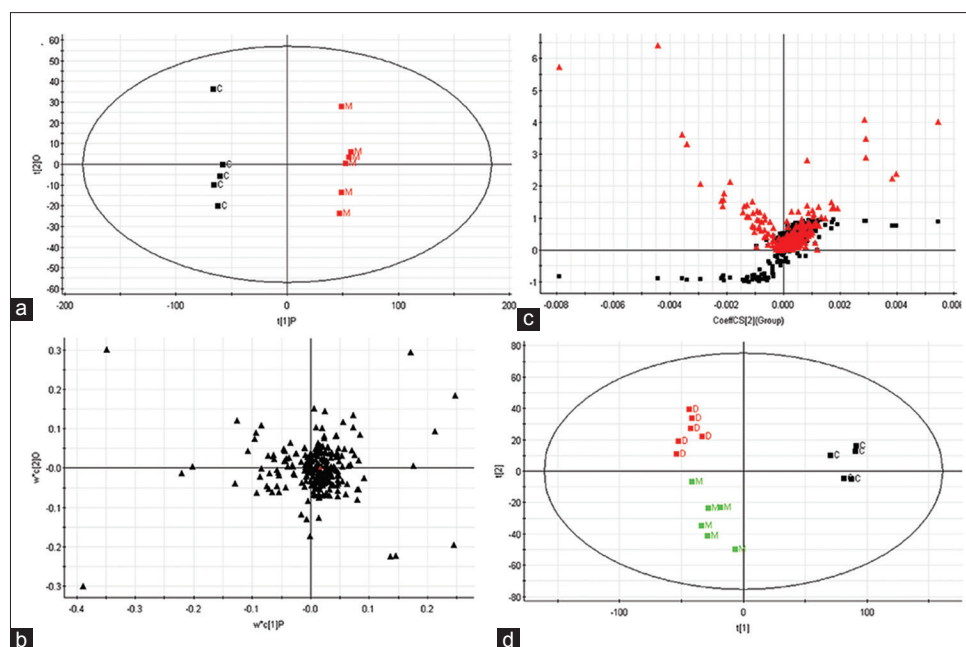 60
50
40
30
20
10
0
-10
-20
-30
-40
-50
-60
t[2]O
-200
-100
0
100
200
t[1]P
C
C
C
C
C
M
M
M
M
M
M
a
6
5
4
3
2
1
0
-1
-0.008
-0.006
-0.004
-0.002
0.000
0.002
0.004
0.006
CoeffCS[2](Group)
c
0.3
0.2
0.1
-0.0
-0.1
-0.2
-0.3
w*c[2]O
-0.4
-0.3
-0.2
-0.1
-0.0
0.1
0.2
w*c[1]P
b
80
60
40
20
0
-20
-40
-60
-80
t[2]
-100
0
100
t[1]
D
D
D
D
D
D
M
M
M
M
M
M
C
C
C
C
d